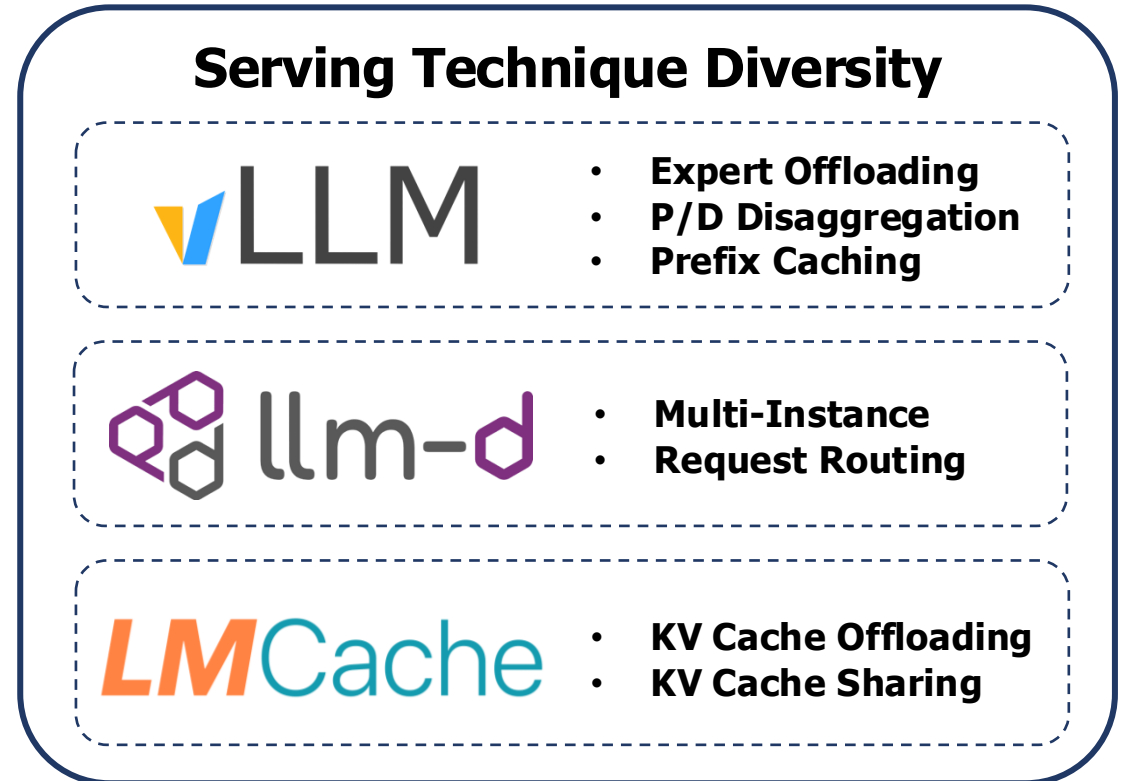 Serving Technique Diversity
vLLM
• Expert Offloading
• P/D Disaggregation
• Prefix Caching
llm-d
• Multi-Instance
• Request Routing
LMCache
• KV Cache Offloading
• KV Cache Sharing